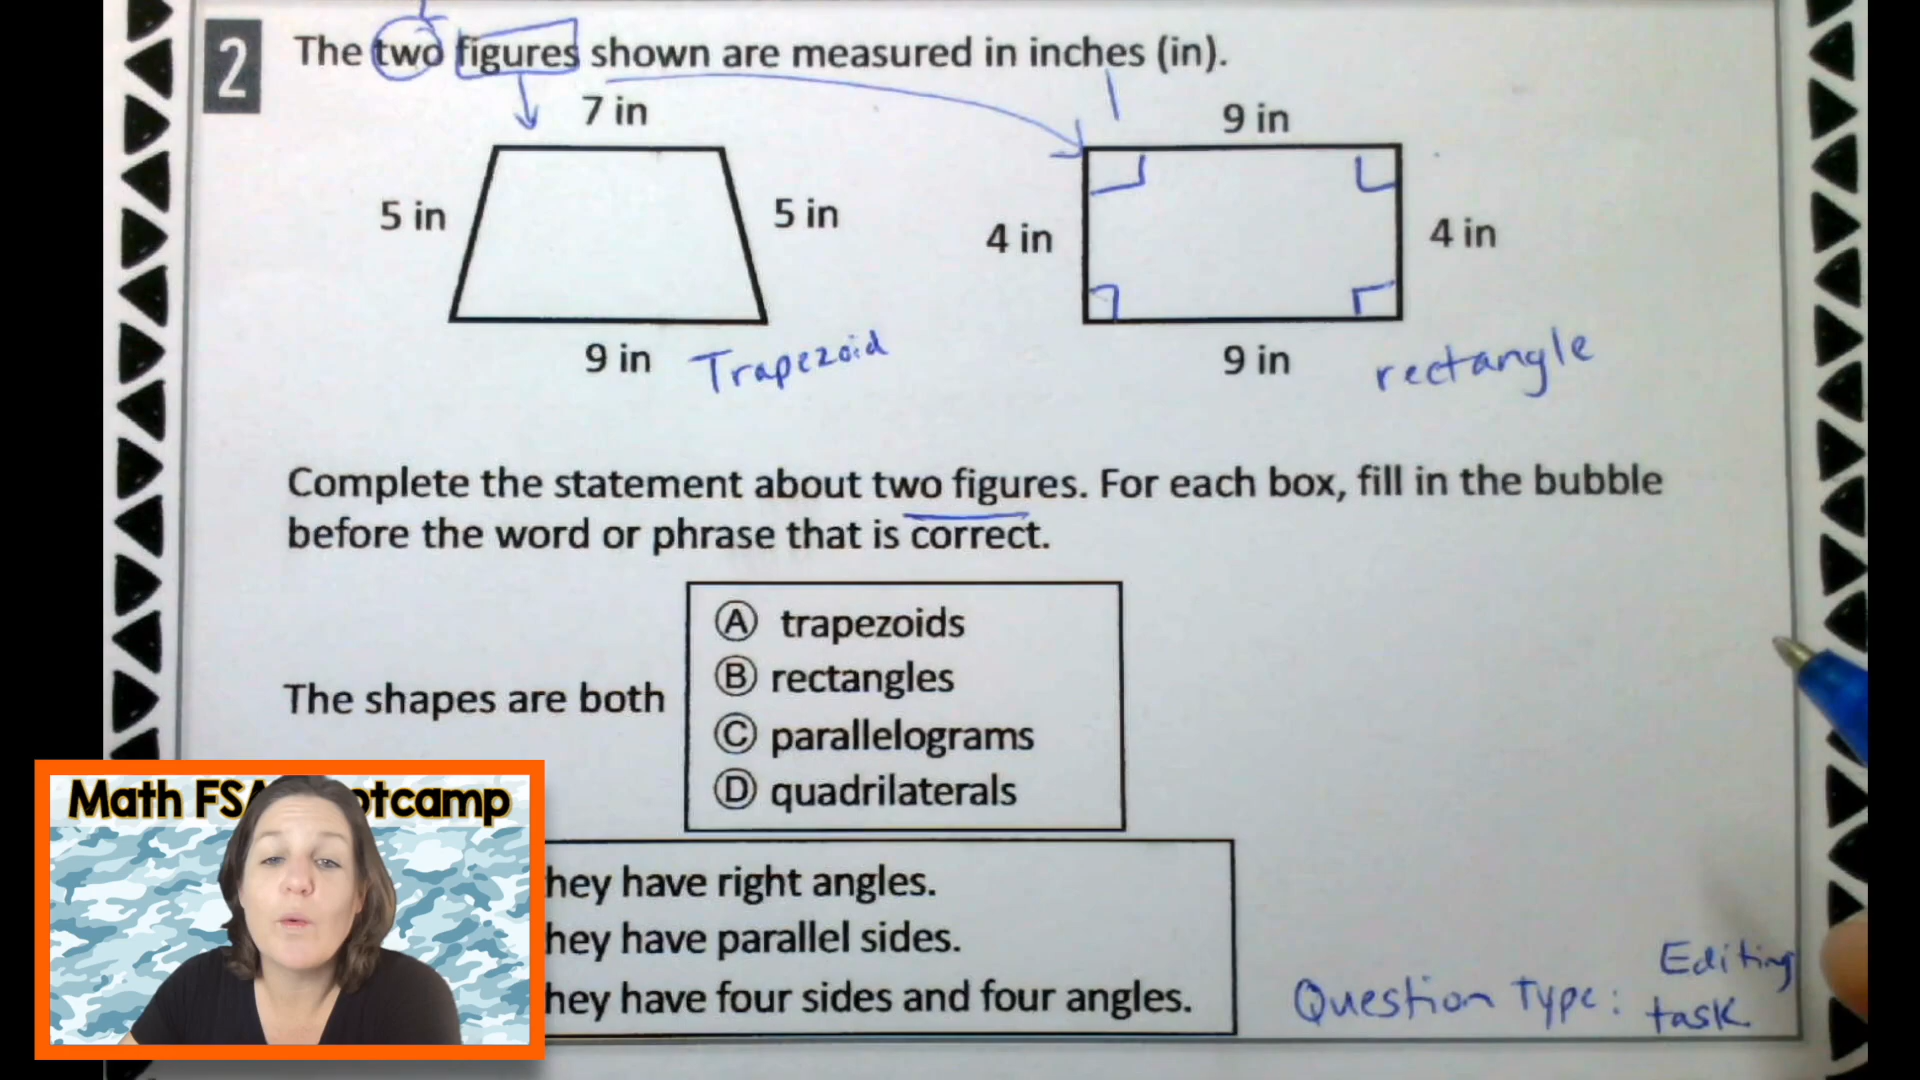 2
The two figures shown are measured in inches (in).
7 in
9 in
5 in
5 in
4 in
4 in
9 in
Trapezoid
9 in
rectangle
Complete the statement about two figures. For each box, fill in the bubble
before the word or phrase that is correct.
The shapes are both
A trapezoids
B rectangles
C parallelograms
D quadrilaterals
Math
hey have right angles.
hey have parallel sides.
hey have four sides and four angles.
Question Type: Editing
task